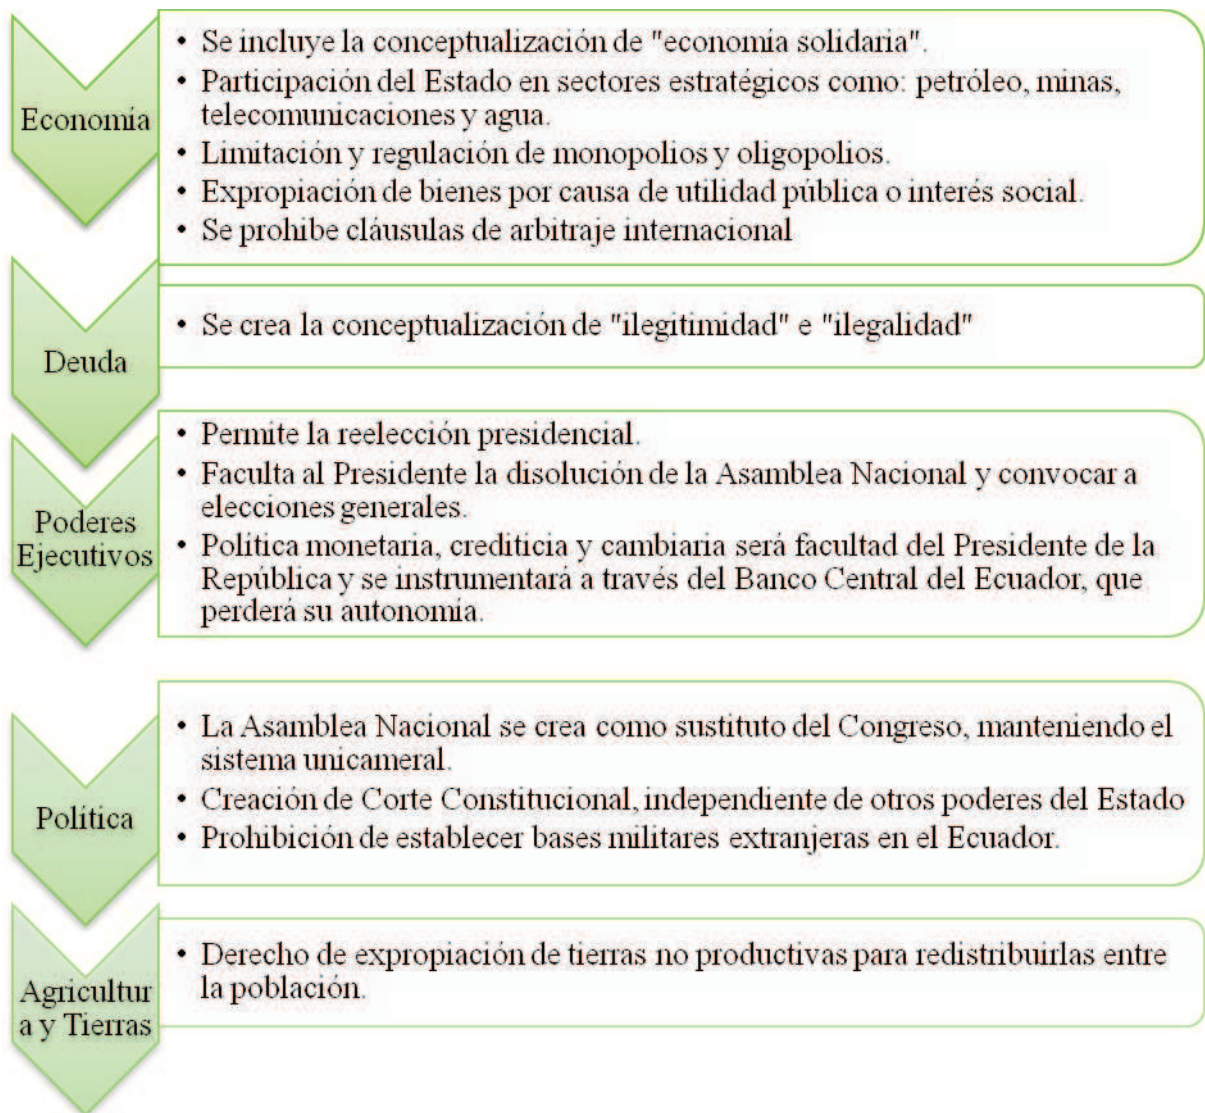 Economía
• Se incluye la conceptualización de "economía solidaria".
• Participación del Estado en sectores estratégicos como: petróleo, minas,
telecomunicaciones y agua.
• Limitación y regulación de monopolios y oligopolios.
• Expropiación de bienes por causa de utilidad pública o interés social.
• Se prohibe cláusulas de arbitraje internacional
Deuda
• Se crea la conceptualización de "ilegitimidad" e "ilegalidad"
Poderes
Ejecutivos
• Permite la reelección presidencial.
• Faculta al Presidente la disolución de la Asamblea Nacional y convocar a
elecciones generales.
• Política monetaria, crediticia y cambiaria será facultad del Presidente de la
República y se instrumentará a través del Banco Central del Ecuador, que
perderá su autonomía.
Política
• La Asamblea Nacional se crea como sustituto del Congreso, manteniendo el
sistema unicameral.
• Creación de Corte Constitucional, independiente de otros poderes del Estado
• Prohibición de establecer bases militares extranjeras en el Ecuador.
Agricultur
a y Tierras
• Derecho de expropiación de tierras no productivas para redistribuirlas entre
la población.